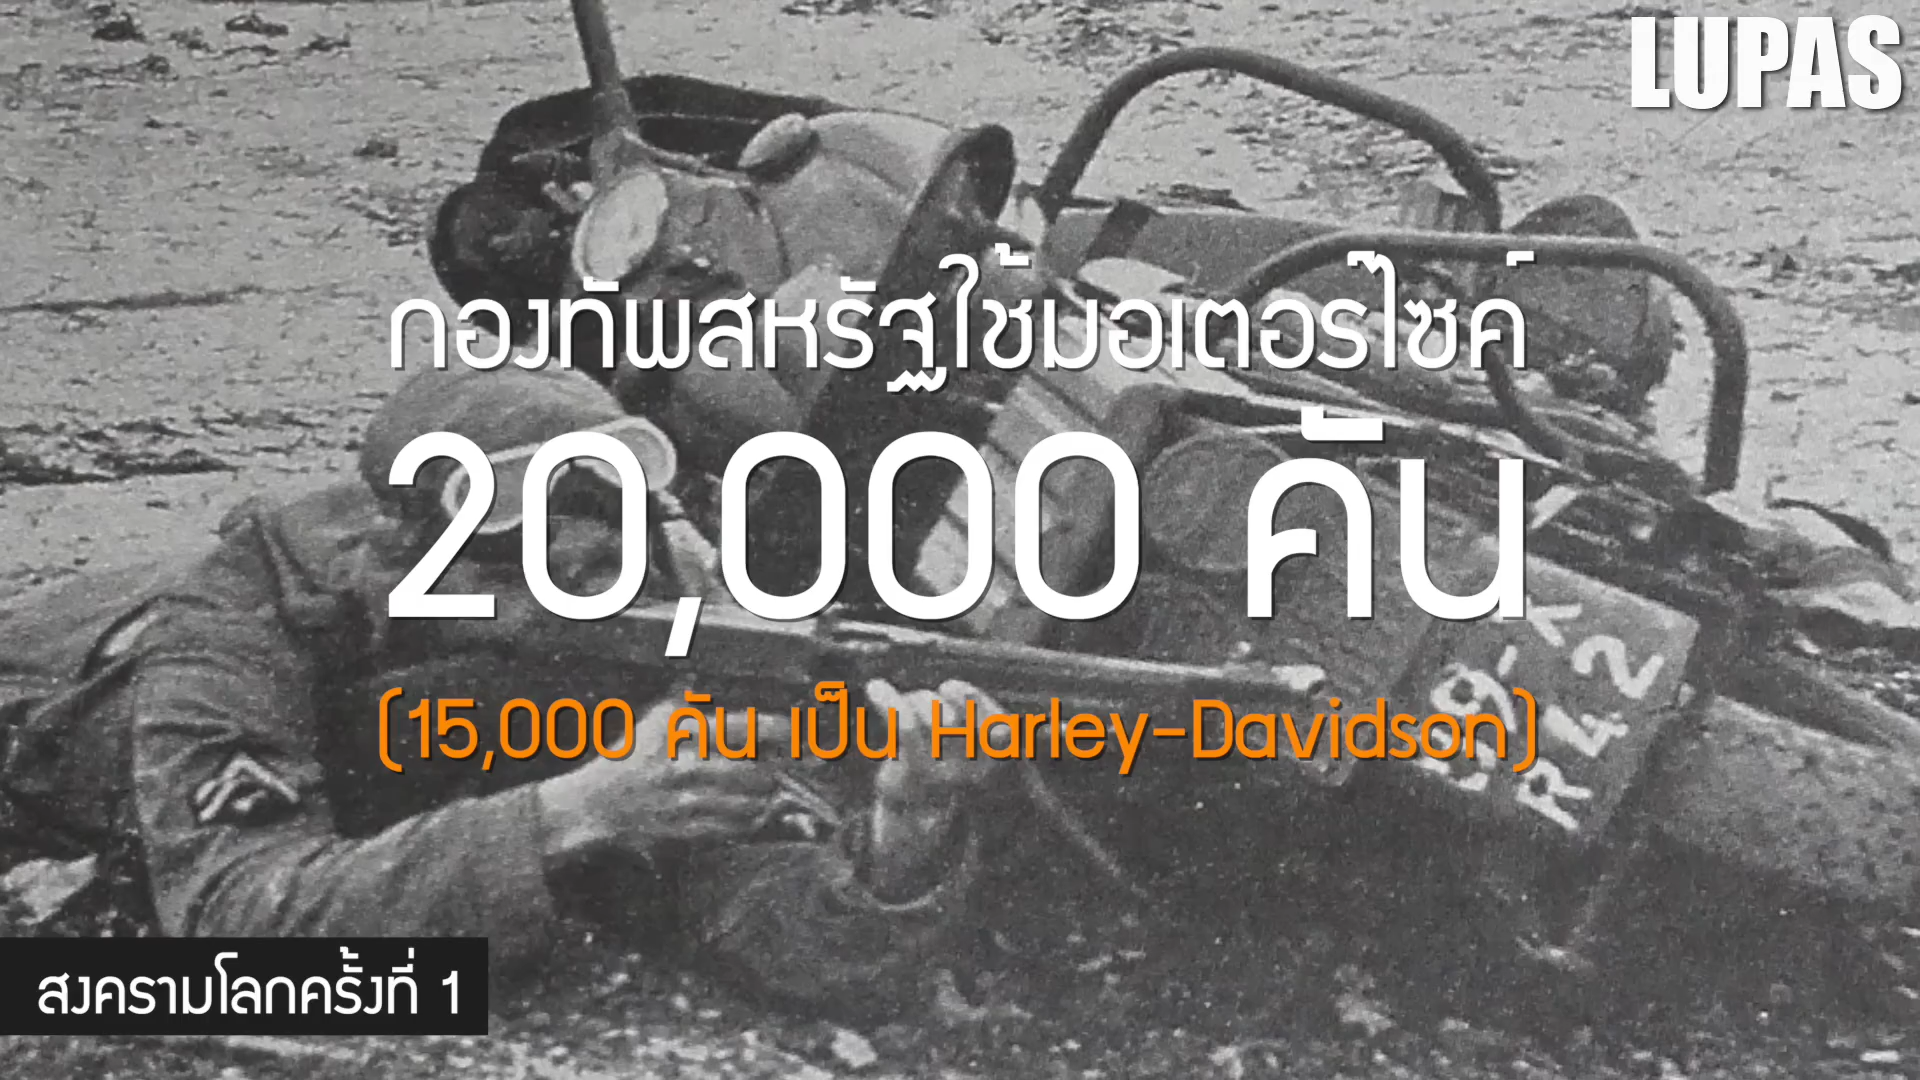 LUPAS
กองทัพสหรัฐใช้มอเตอร์ไซค์
20,000 คัน
(15,000 คัน เป็น Harley-Davidson)
R42
สงครามโลกครั้งที่ 1